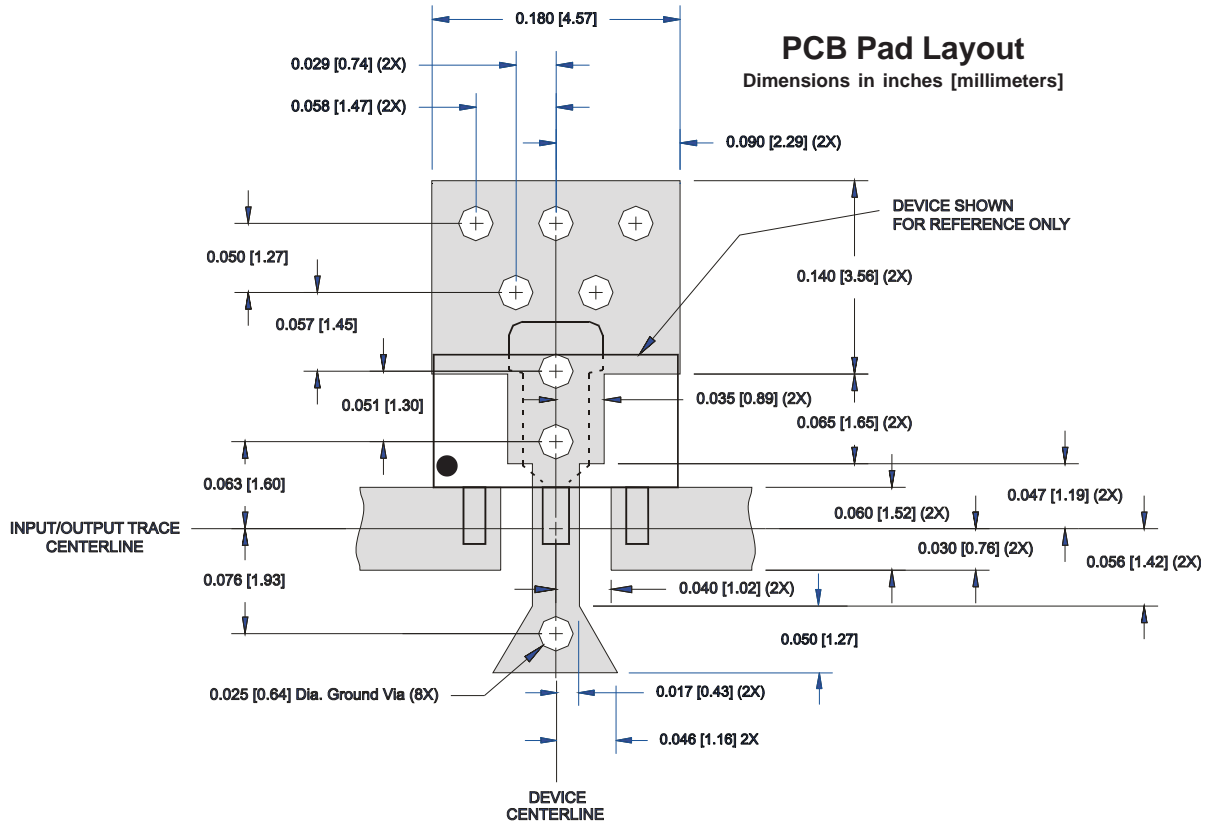 0.180 [4.57]
PCB Pad Layout
Dimensions in inches [millimeters]
0.029 [0.74] (2X)
0.058 [1.47] (2X)
0.090 [2.29] (2X)
DEVICE SHOWN
FOR REFERENCE ONLY
0.050 [1.27]
0.140 [3.56] (2X)
0.057 [1.45]
0.051 [1.30]
0.035 [0.89] (2X)
0.065 [1.65] (2X)
0.063 [1.60]
0.047 [1.19] (2X)
0.060 [1.52] (2X)
INPUT/OUTPUT TRACE
CENTERLINE
0.030 [0.76] (2X)
0.056 [1.42] (2X)
0.076 [1.93]
0.040 [1.02] (2X)
0.050 [1.27]
0.025 [0.64] Dia. Ground Via (8X)
0.017 [0.43] (2X)
0.046 [1.16] 2X
DEVICE
CENTERLINE